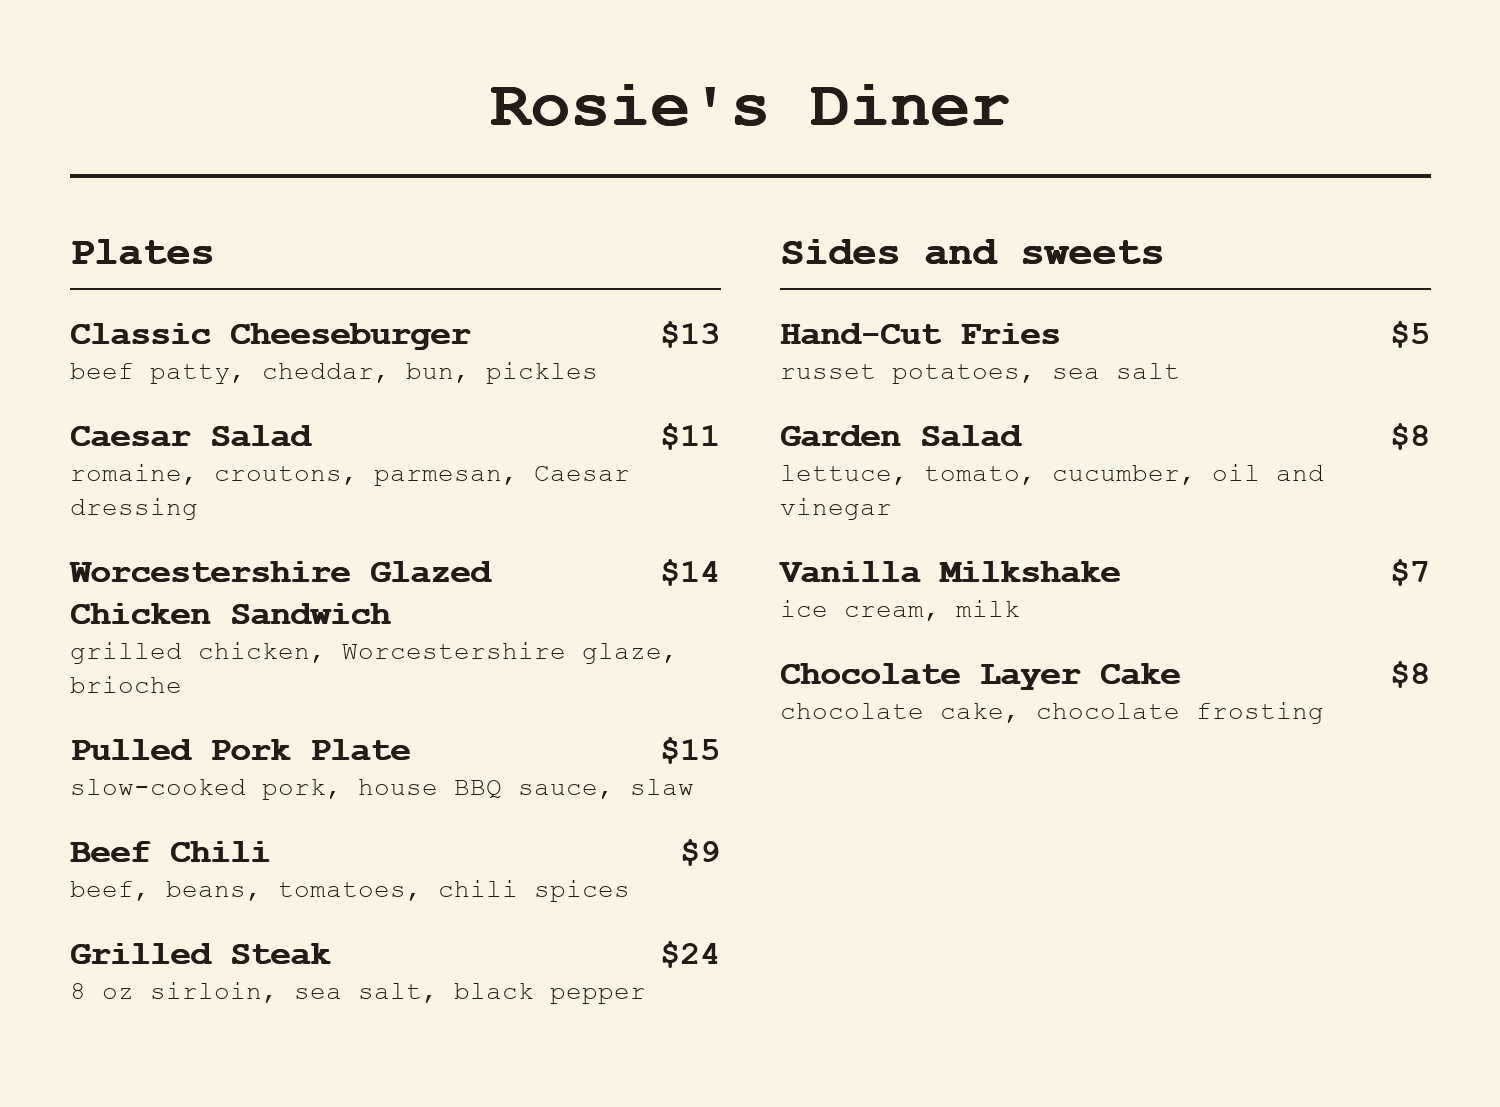 Rosie's Diner
Plates
Classic Cheeseburger $13
beef patty, cheddar, bun, pickles
Caesar Salad $11
romaine, croutons, parmesan, Caesar
dressing
Worcestershire Glazed $14
Chicken Sandwich
grilled chicken, Worcestershire glaze,
brioche
Pulled Pork Plate $15
slow-cooked pork, house BBQ sauce, slaw
Beef Chili $9
beef, beans, tomatoes, chili spices
Grilled Steak $24
8 oz sirloin, sea salt, black pepper
Sides and sweets
Hand-Cut Fries $5
russet potatoes, sea salt
Garden Salad $8
lettuce, tomato, cucumber, oil and
vinegar
Vanilla Milkshake $7
ice cream, milk
Chocolate Layer Cake $8
chocolate cake, chocolate frosting